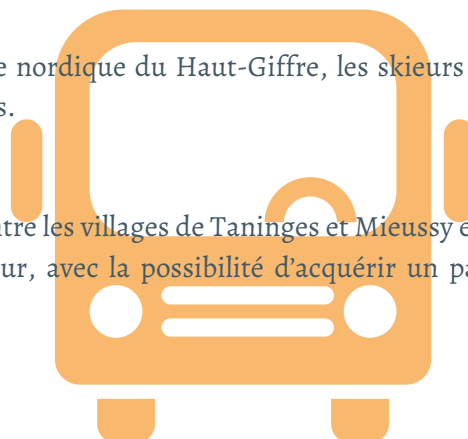 e nordique du Haut-Giffre, les skieurs
s.
ntre les villages de Taninges et Mieussy e
ur, avec la possibilité d’acquérir un pa